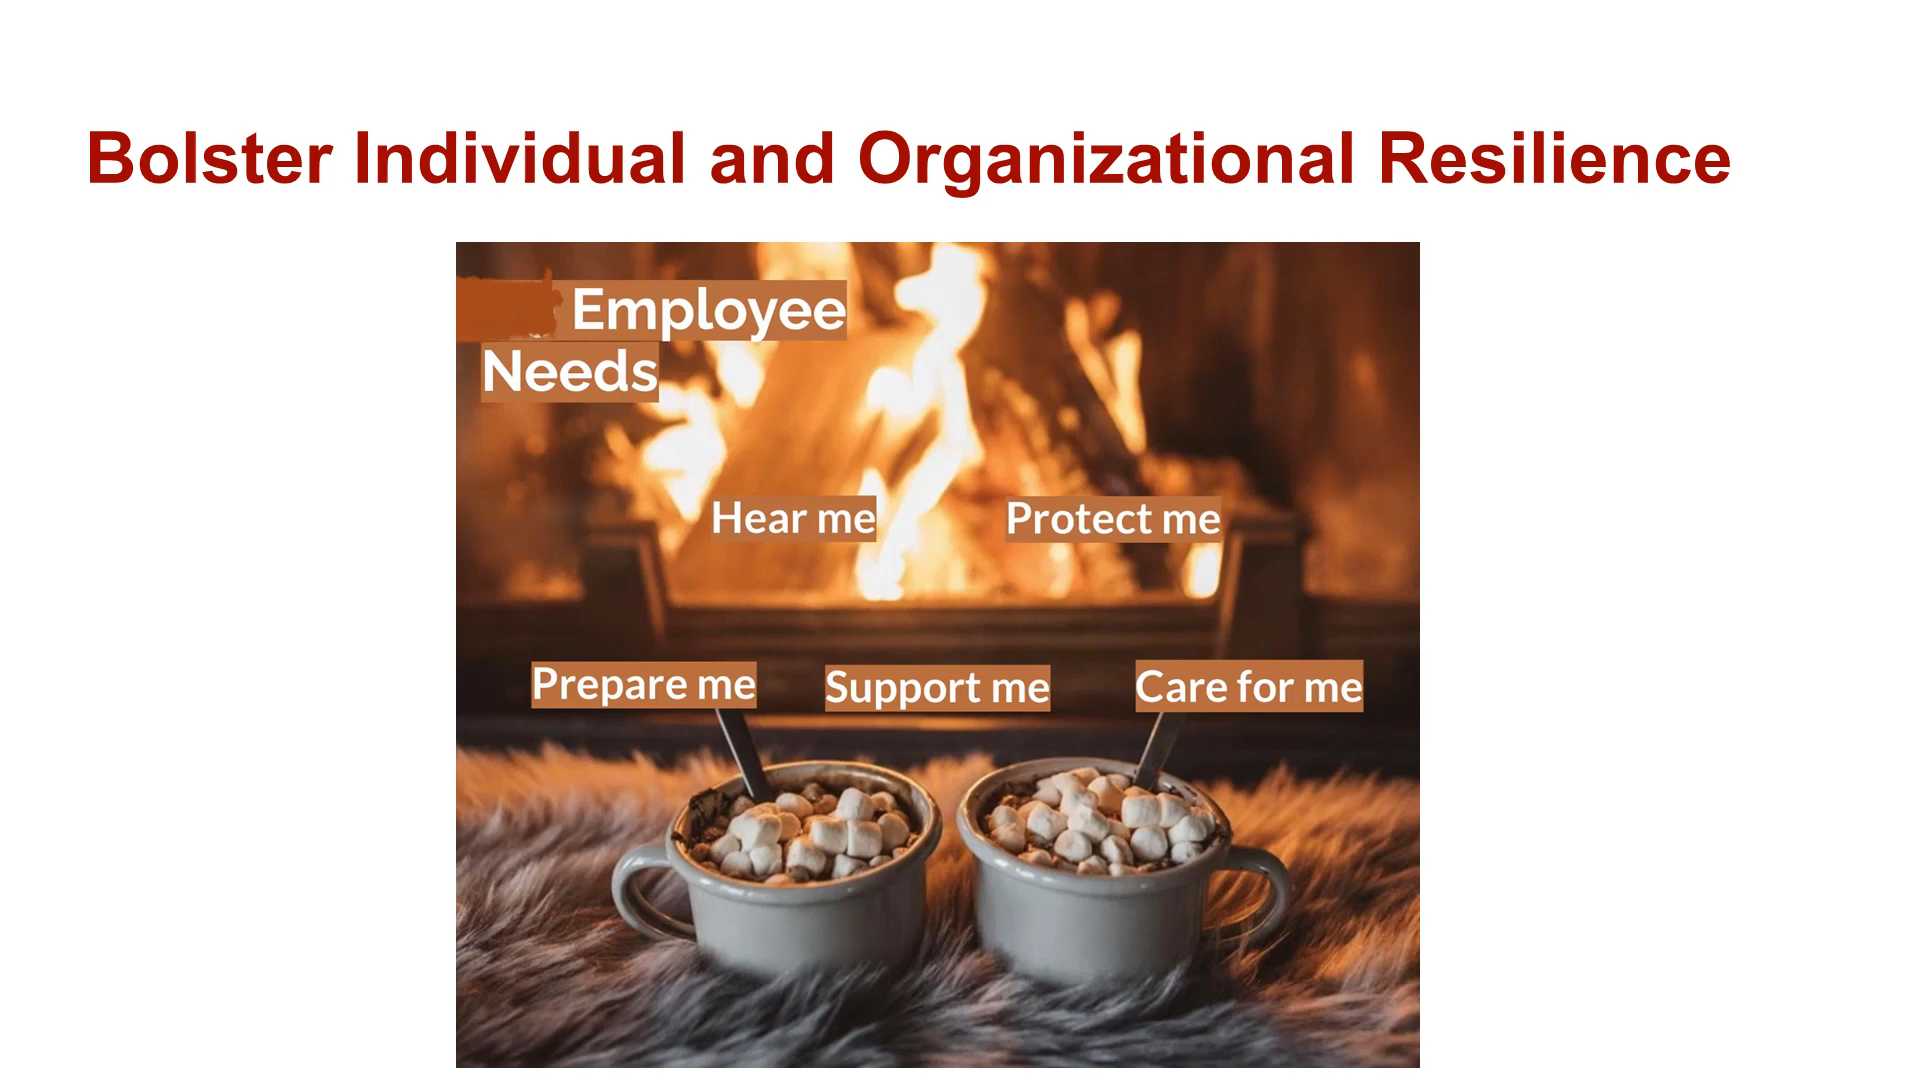 Bolster Individual and Organizational Resilience
Employee
Needs
Hear me
Protect me
Prepare me
Support me
Care for me